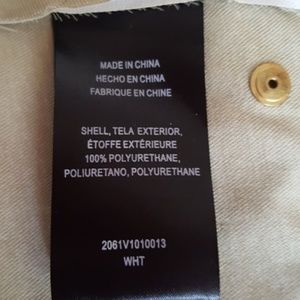 MADE IN CHINA
HECHO EN CHINA
FABRIQUE EN CHINE
SHELL, TELA EXTERIOR,
ÉTOFFE EXTÉRIEURE
100% POLYURETHANE,
POLIURETANO, POLYURETHANE
2061V1010013
WHT